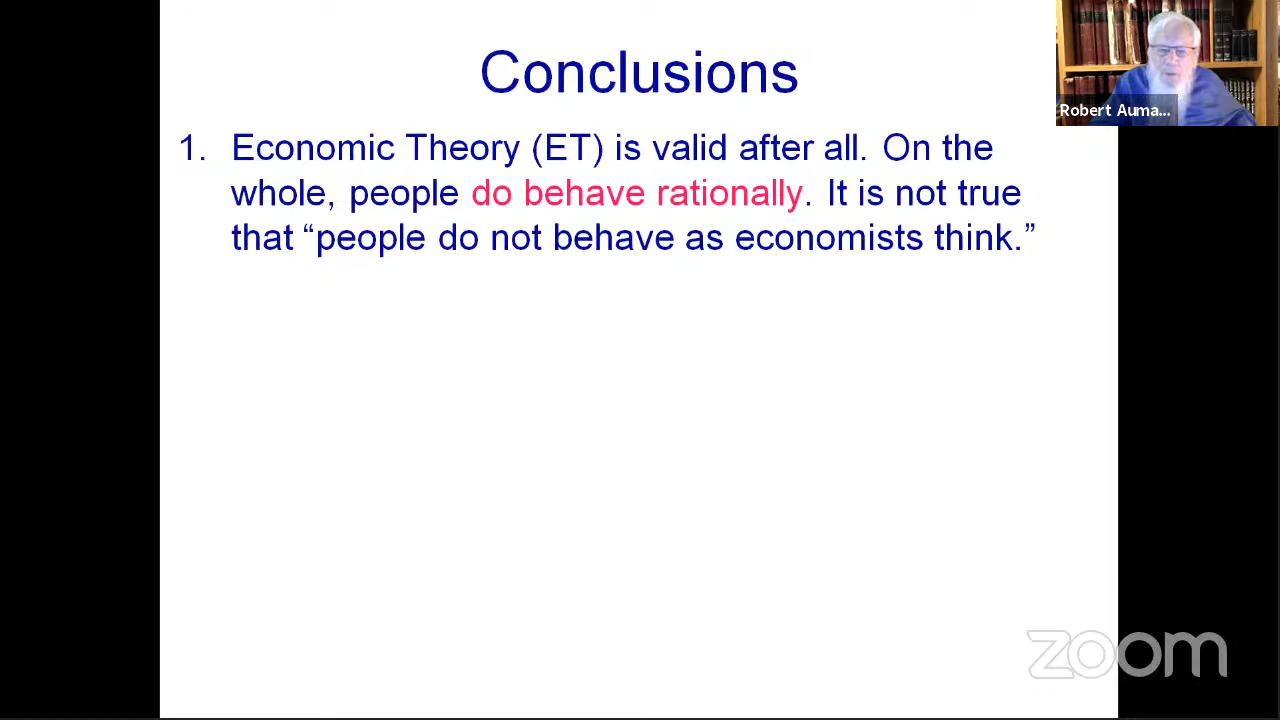 Conclusions
1. Economic Theory (ET) is valid after all. On the
whole, people do behave rationally. It is not true
that “people do not behave as economists think.”
Robert Auma...
zoom